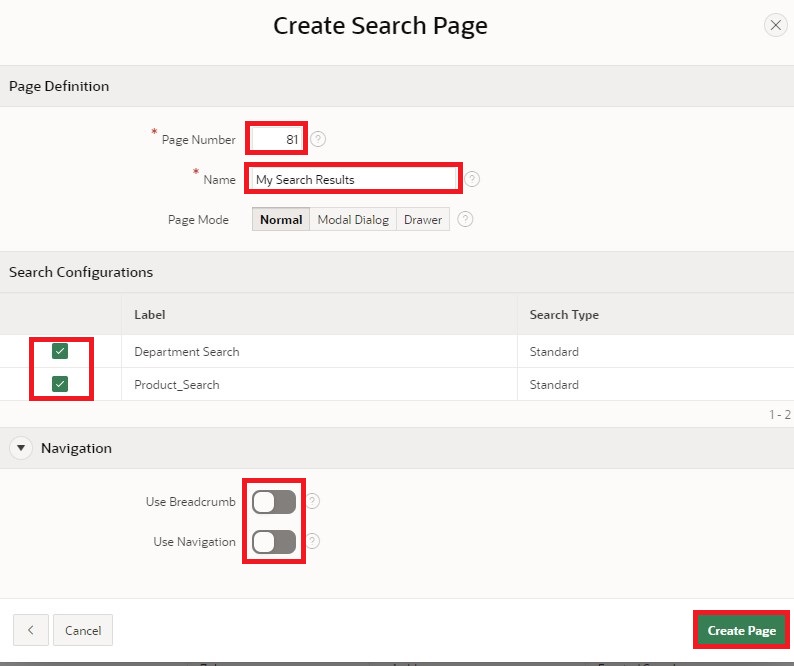 Create Search Page
Page Definition
* Page Number 81 ?
* Name My Search Results ?
Page Mode Normal Modal Dialog Drawer ?
Search Configurations
Label Search Type
Department Search Standard
Product_Search Standard
1 - 2
Navigation
Use Breadcrumb ?
Use Navigation ?
Cancel Create Page